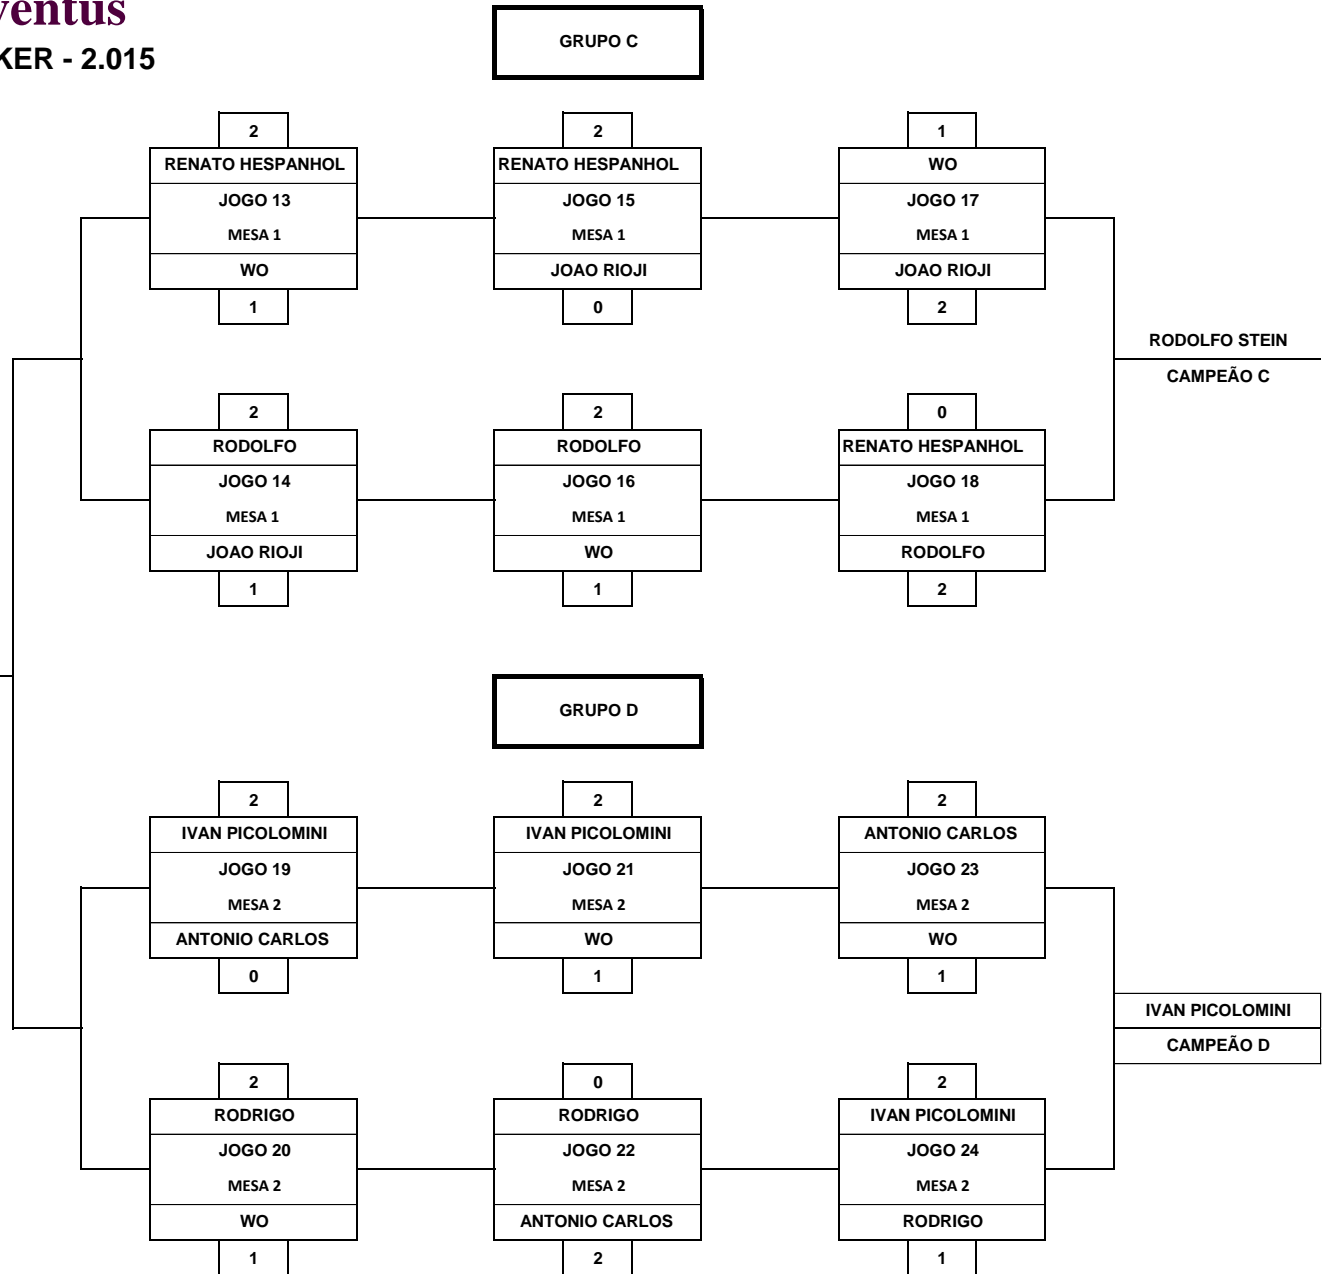 ventus
KER - 2.015
GRUPO C
2
RENATO HESPANHOL
JOGO 13
MESA 1
WO
1
2
RENATO HESPANHOL
JOGO 15
MESA 1
JOAO RIOJI
0
1
WO
JOGO 17
MESA 1
JOAO RIOJI
2
RODOLFO STEIN
CAMPEÃO C
2
RODOLFO
JOGO 14
MESA 1
JOAO RIOJI
1
2
RODOLFO
JOGO 16
MESA 1
WO
1
0
RENATO HESPANHOL
JOGO 18
MESA 1
RODOLFO
2
GRUPO D
2
IVAN PICOLOMINI
JOGO 19
MESA 2
ANTONIO CARLOS
0
2
IVAN PICOLOMINI
JOGO 21
MESA 2
WO
1
2
ANTONIO CARLOS
JOGO 23
MESA 2
WO
1
IVAN PICOLOMINI
CAMPEÃO D
2
RODRIGO
JOGO 20
MESA 2
WO
1
0
RODRIGO
JOGO 22
MESA 2
ANTONIO CARLOS
2
2
IVAN PICOLOMINI
JOGO 24
MESA 2
RODRIGO
1